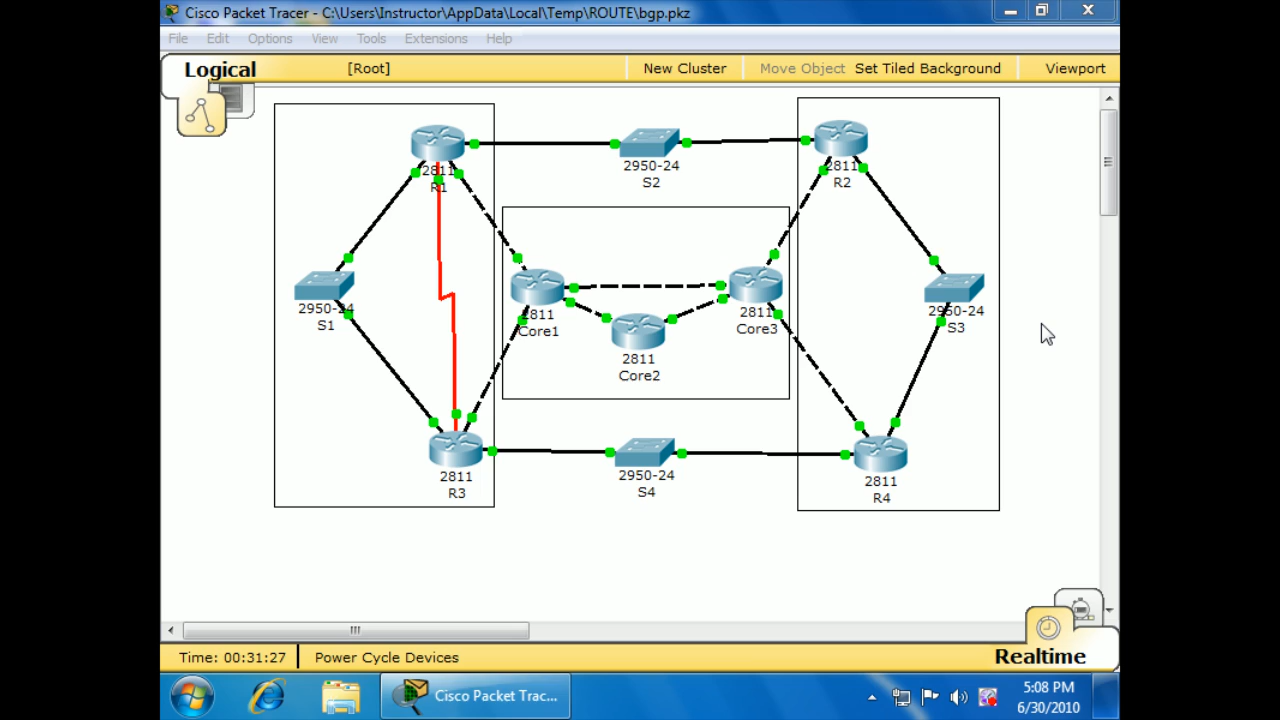 Cisco Packet Tracer - C:\Users\Instructor\AppData\Local\Temp\ROUTE\bgp.pkz
File Edit Options View Tools Extensions Help
Logical [Root] New Cluster Move Object Set Tiled Background Viewport
2811
R1
2950-24
S2
2811
R2
2950-24
S1
2811
Core1
2811
Core2
2811
Core3
2950-24
S3
2811
R3
2950-24
S4
2811
R4
Time: 00:31:27 Power Cycle Devices Realtime
Cisco Packet Trac... 5:08 PM
6/30/2010